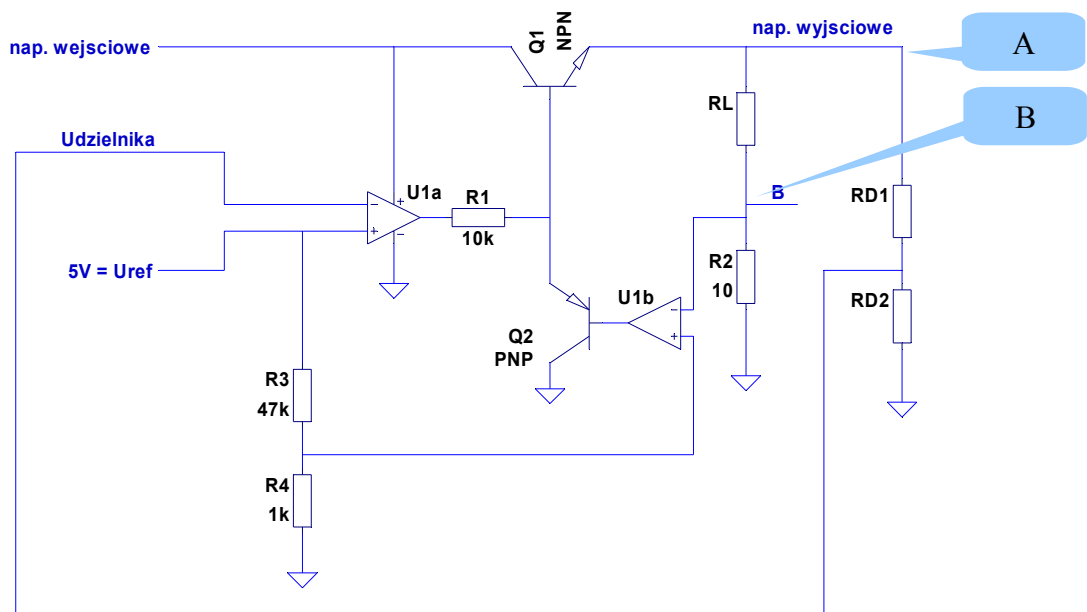 nap. wejsciowe
Q1
NPN
nap. wyjsciowe
A
RL
B
Udzielnika
B
U1a
R1
10k
RD1
5V = Uref
R2
10
U1b
RD2
Q2
PNP
R3
47k
R4
1k